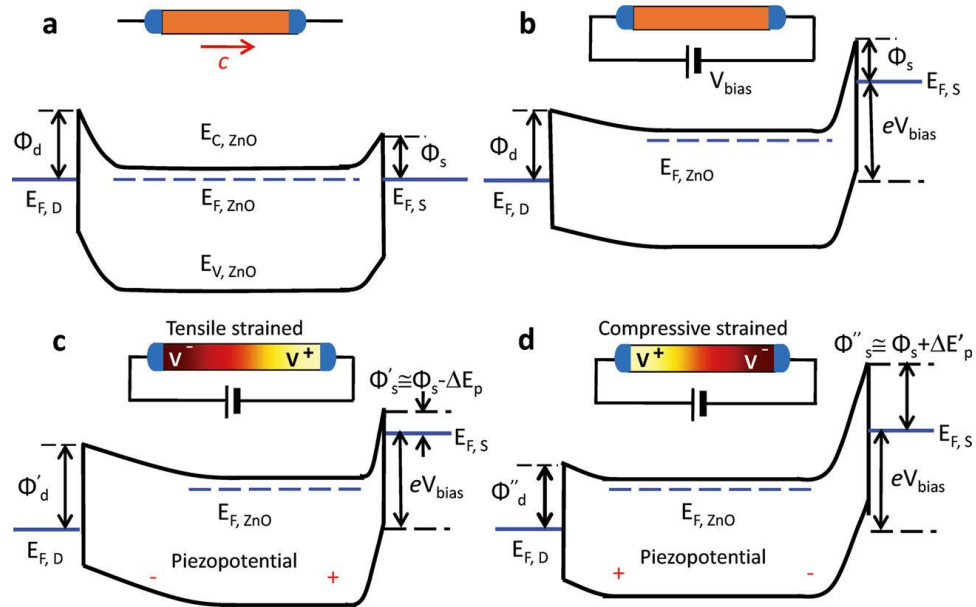 a
c
Φd
EC, ZnO
Φs
EF, D
EF, ZnO
EF, S
EV, ZnO
b
Vbias
Φs
EF, S
Φd
eVbias
EF, ZnO
EF, D
c
Tensile strained
V-
V+
Φ's≅Φs-ΔEp
EF, S
Φ'd
eVbias
EF, ZnO
EF, D
Piezopotential
-
+
d
Compressive strained
V+
V-
Φ''s≅Φs+ΔE'p
EF, S
Φ''d
eVbias
EF, ZnO
EF, D
Piezopotential
+
-